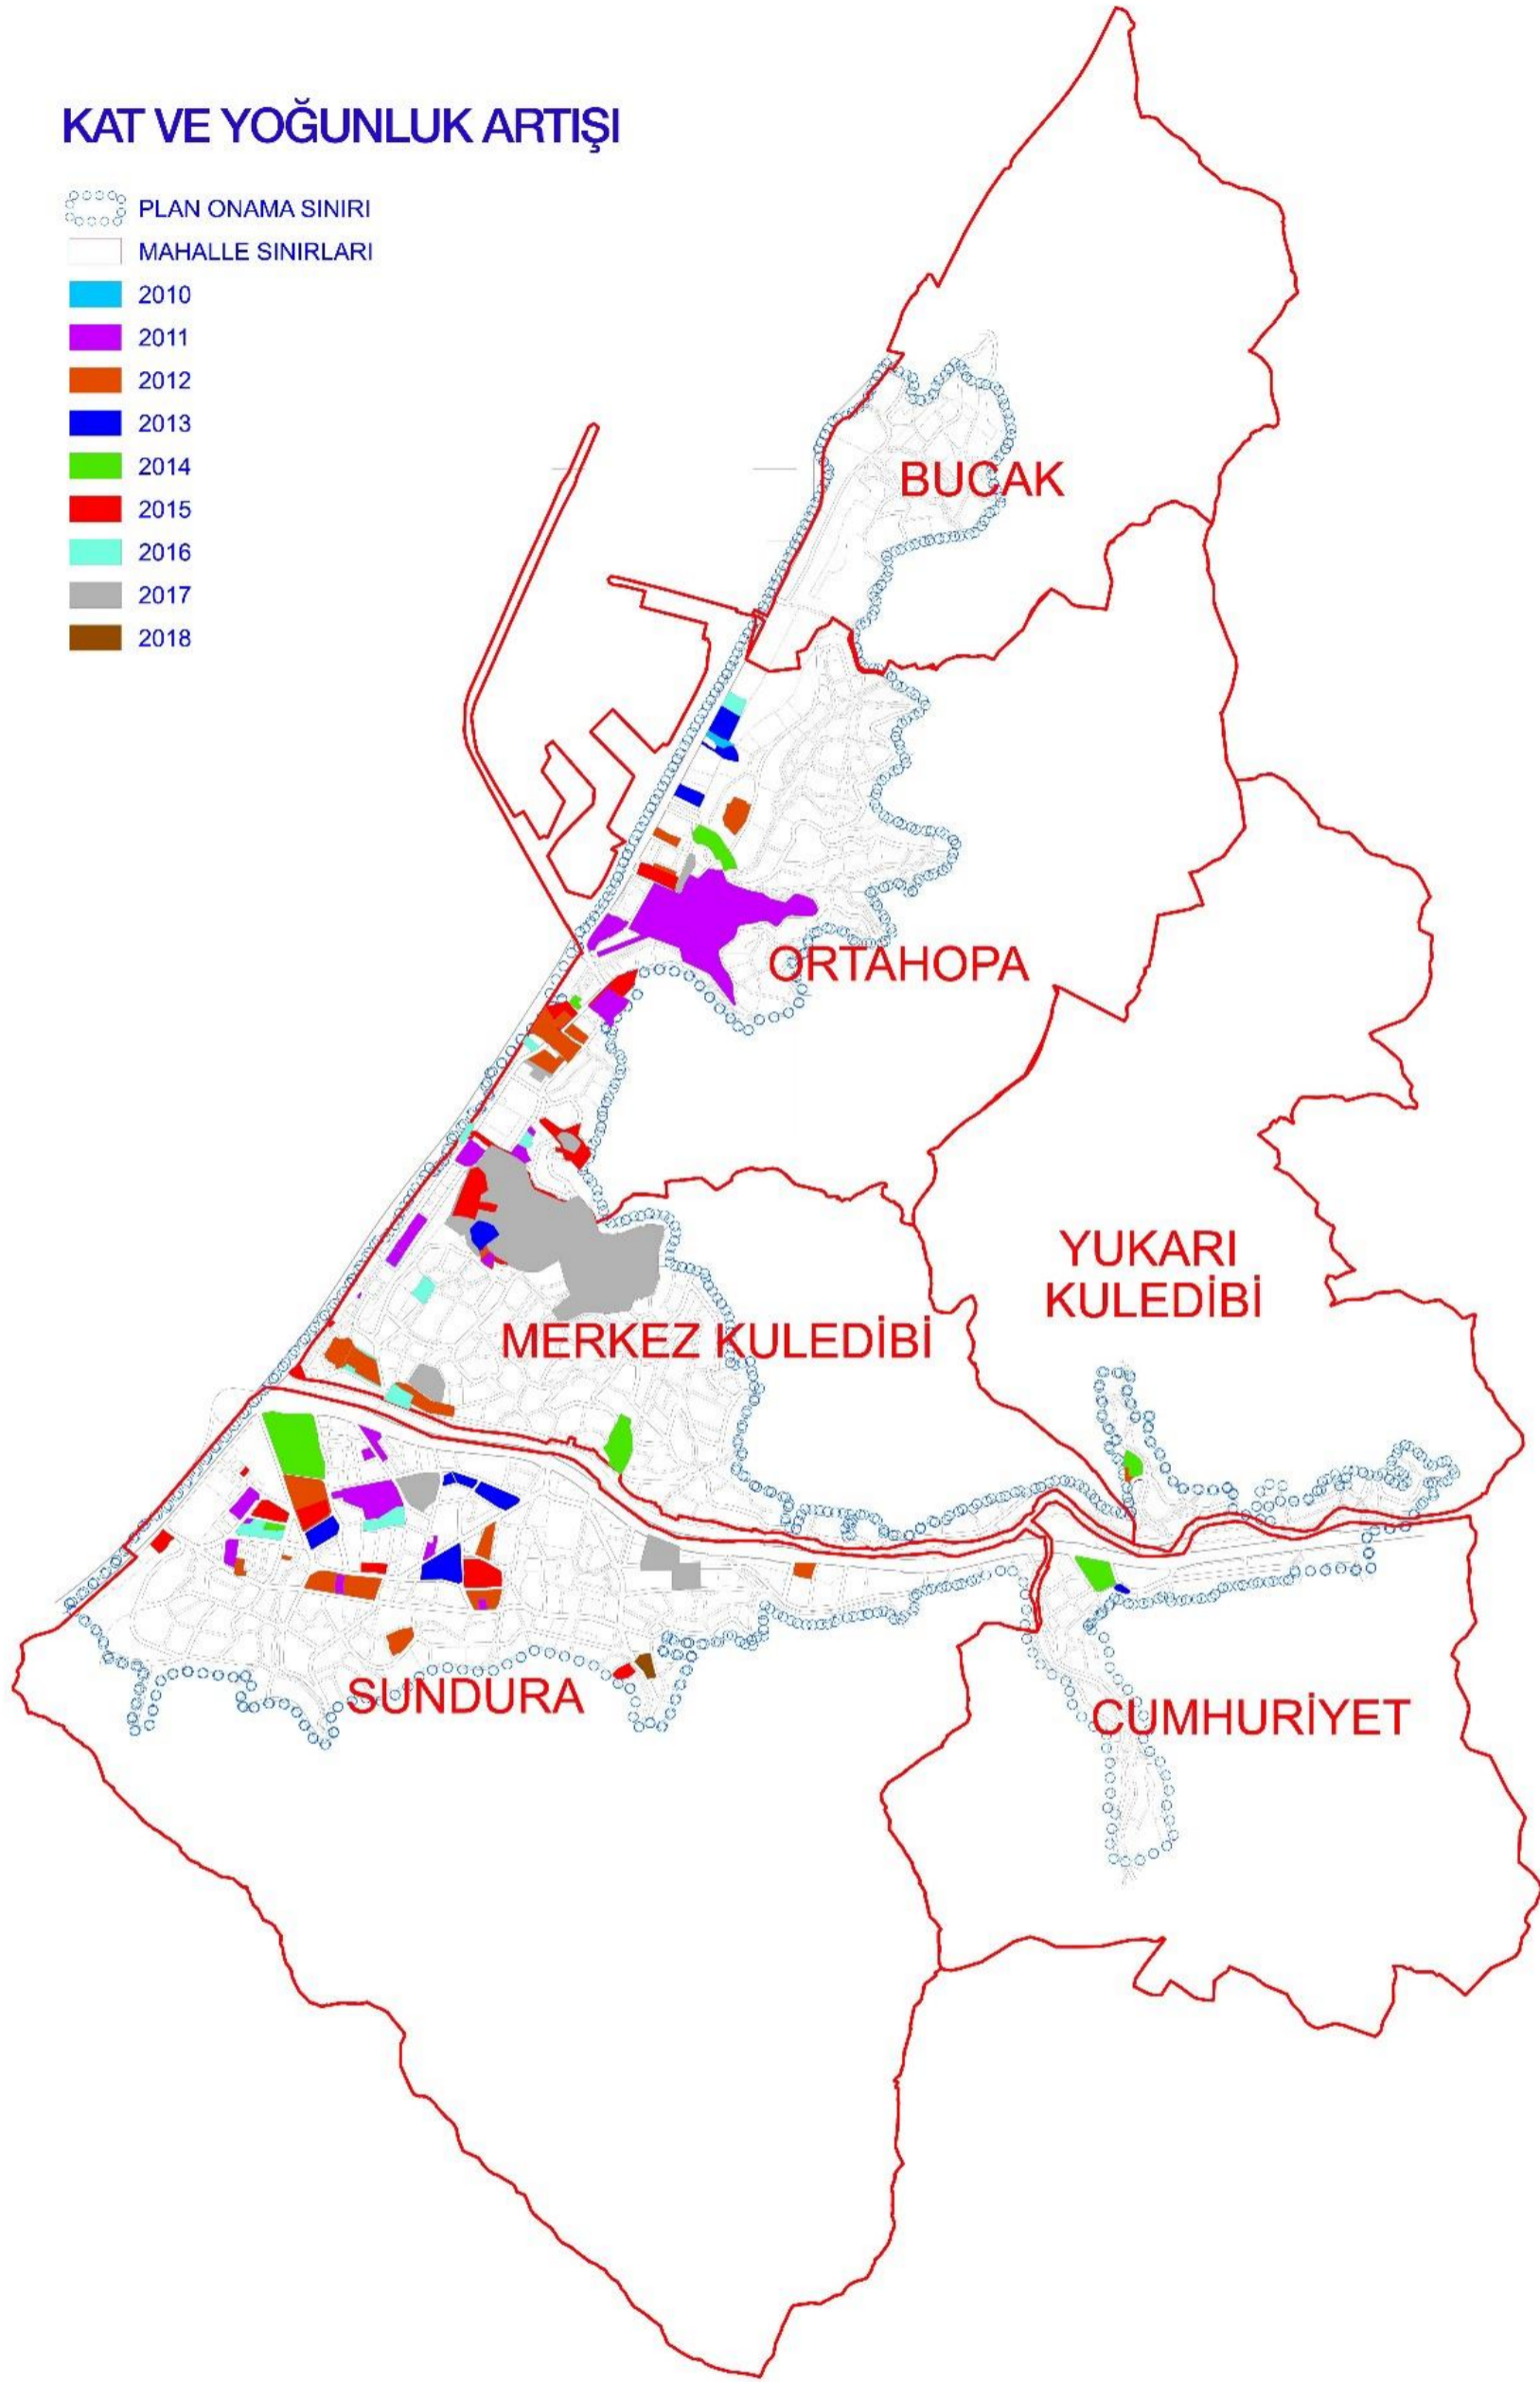 KAT VE YOĞUNLUK ARTIŞI
PLAN ONAMA SINIRI
MAHALLE SINIRLARI
2010
2011
2012
2013
2014
2015
2016
2017
2018
BUCAK
ORTAHOPA
YUKARI
KULEDİBİ
MERKEZ KULEDİBİ
SUNDURA
CUMHURİYET